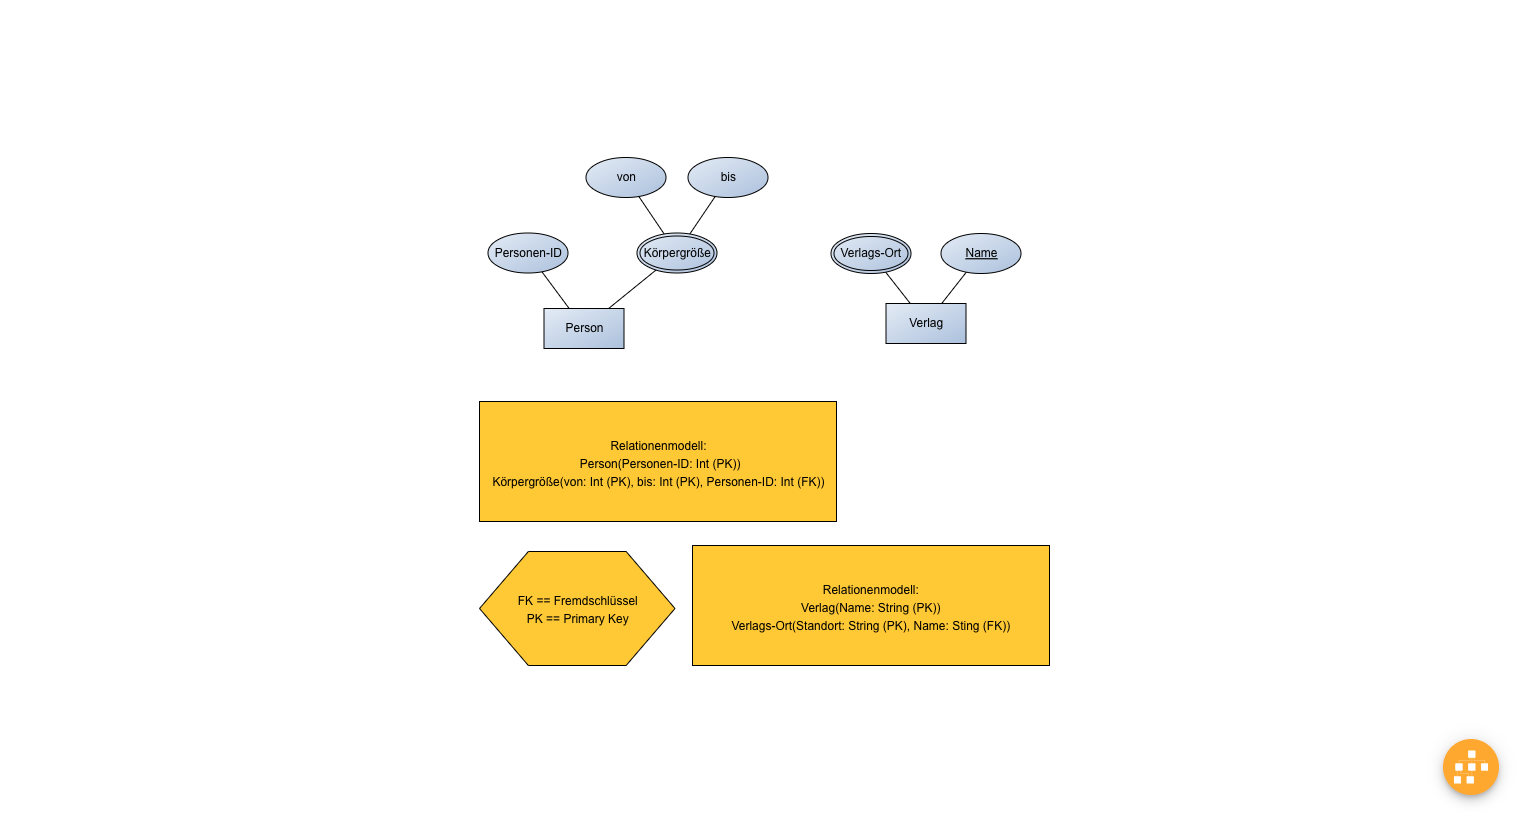 von
bis
Personen-ID
Körpergröße
Verlags-Ort
Name
Person
Verlag
Relationenmodell:
Person(Personen-ID: Int (PK))
Körpergröße(von: Int (PK), bis: Int (PK), Personen-ID: Int (FK))
FK == Fremdschlüssel
PK == Primary Key
Relationenmodell:
Verlag(Name: String (PK))
Verlags-Ort(Standort: String (PK), Name: Sting (FK))